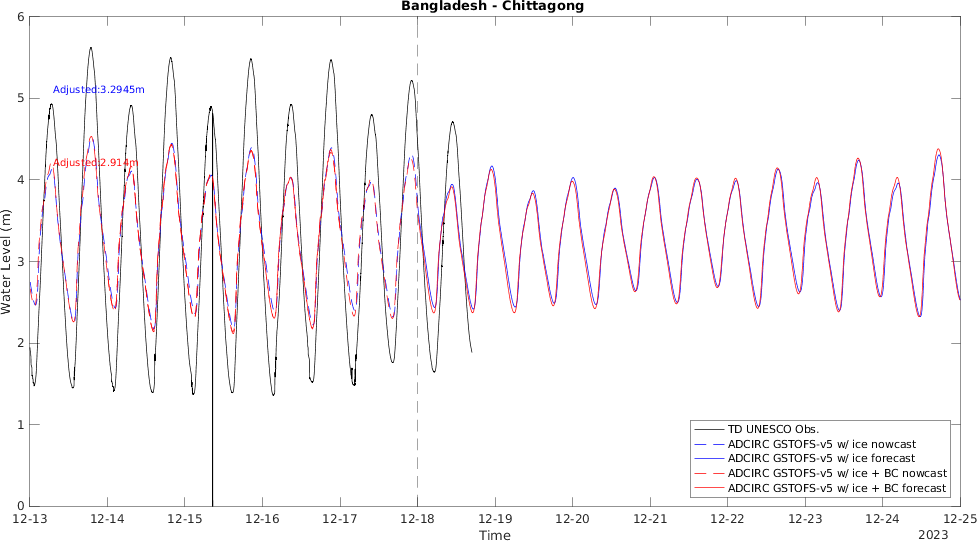 Bangladesh - Chittagong
6
5
4
3
2
1
0
Water Level (m)
Adjusted:3.2945m
Adjusted:2.914m
TD UNESCO Obs.
ADCIRC GSTOFS-v5 w/ ice nowcast
ADCIRC GSTOFS-v5 w/ ice forecast
ADCIRC GSTOFS-v5 w/ ice + BC nowcast
ADCIRC GSTOFS-v5 w/ ice + BC forecast
12-13 12-14 12-15 12-16 12-17 12-18 12-19 12-20 12-21 12-22 12-23 12-24 12-25
Time
2023